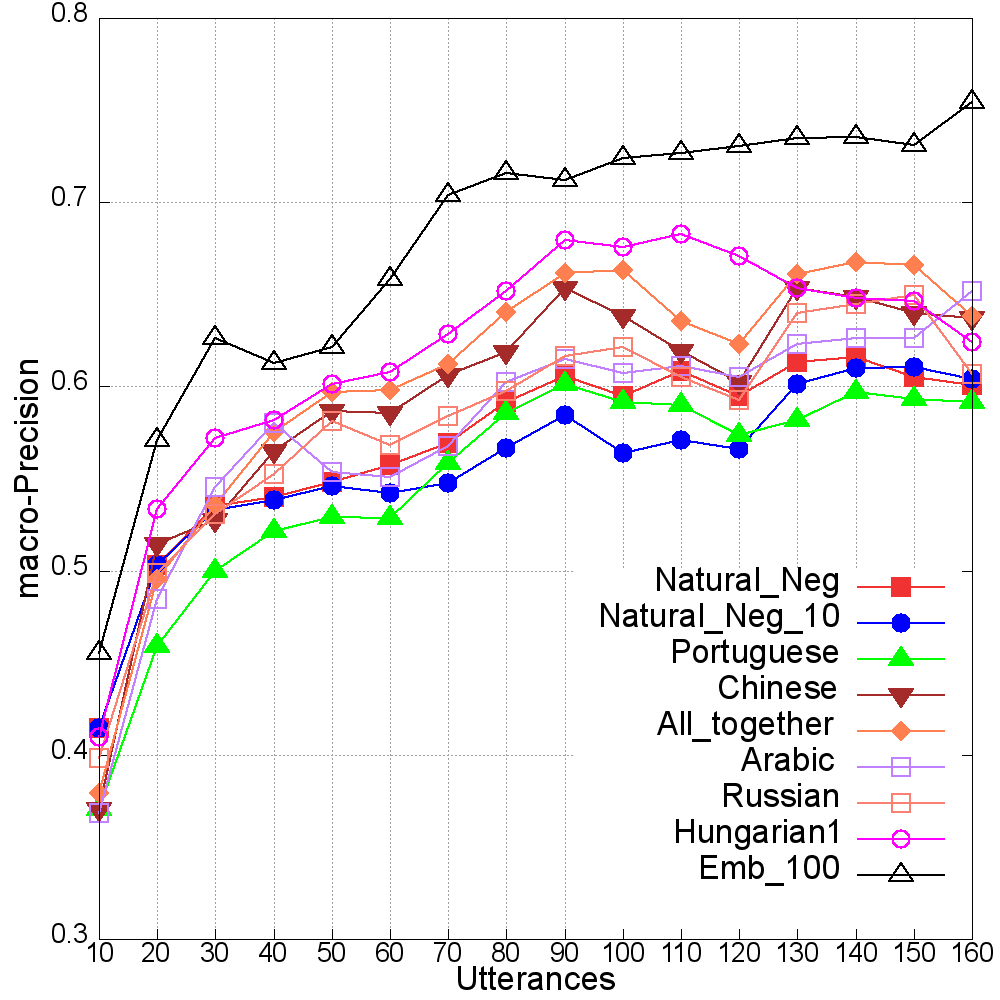 0.8
0.7
0.6
0.5
0.4
0.3
macro-Precision
Natural_Neg
Natural_Neg_10
Portuguese
Chinese
All_together
Arabic
Russian
Hungarian1
Emb_100
10 20 30 40 50 60 70 80 90 100 110 120 130 140 150 160
Utterances